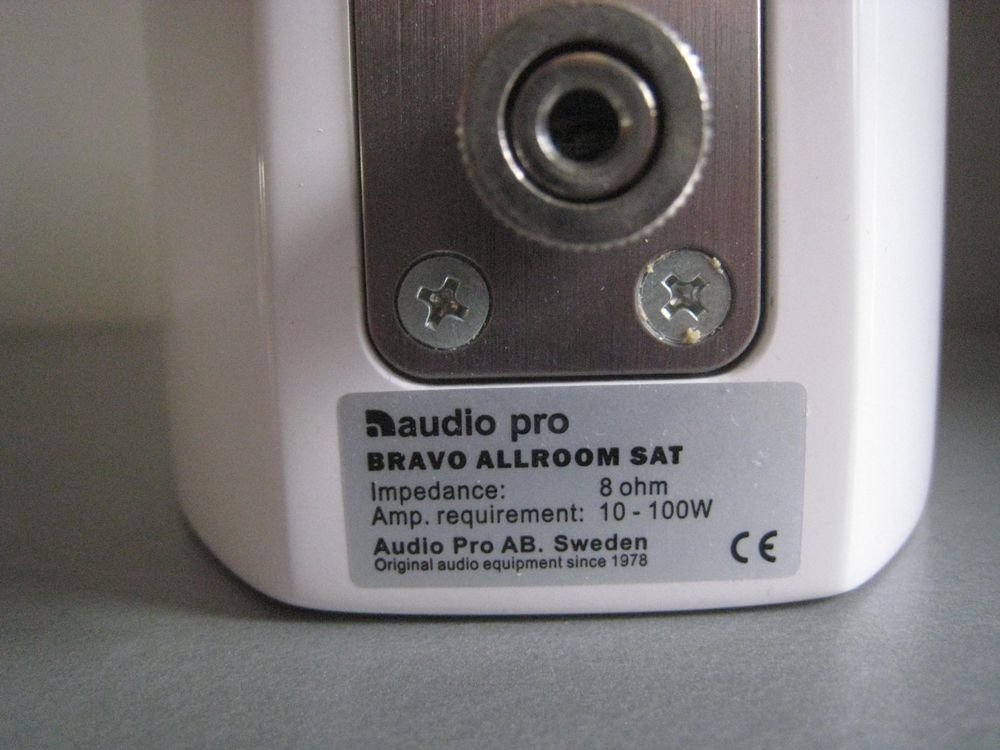 audio pro
BRAVO ALLROOM SAT
Impedance: 8 ohm
Amp. requirement: 10 - 100W
Audio Pro AB. Sweden
Original audio equipment since 1978
CE